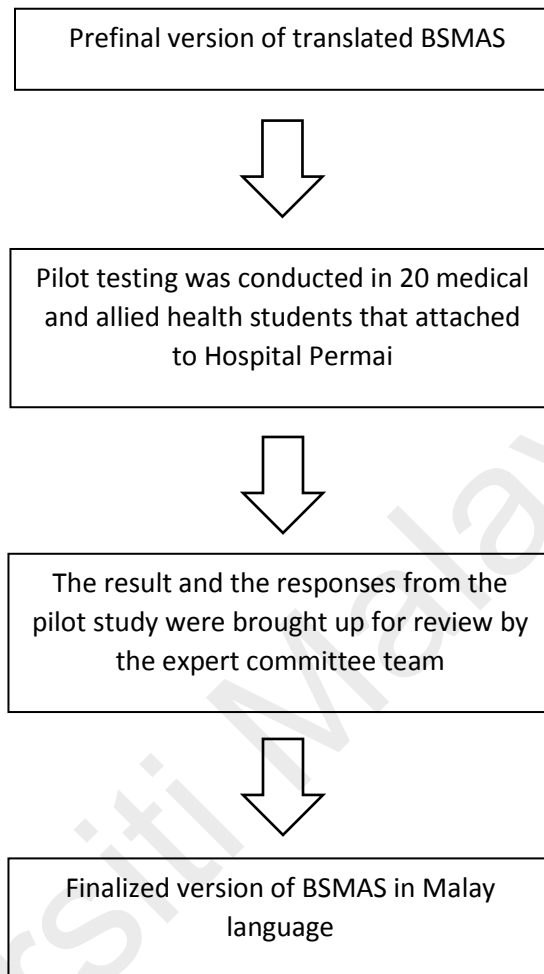 Prefinal version of translated BSMAS
Pilot testing was conducted in 20 medical
and allied health students that attached
to Hospital Permai
The result and the responses from the
pilot study were brought up for review by
the expert committee team
Finalized version of BSMAS in Malay
language